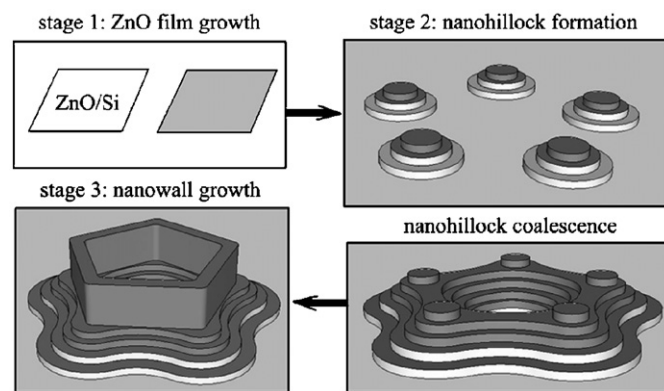 stage 1: ZnO film growth
stage 2: nanohillock formation
ZnO/Si
stage 3: nanowall growth
nanohillock coalescence